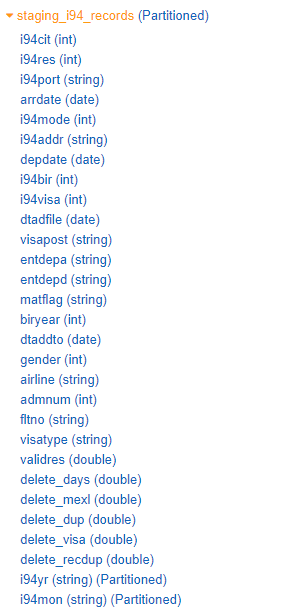 staging_i94_records (Partitioned)
i94cit (int)
i94res (int)
i94port (string)
arrdate (date)
i94mode (int)
i94addr (string)
depdate (date)
i94bir (int)
i94visa (int)
dtadfile (date)
visapost (string)
entdepa (string)
entdepd (string)
matflag (string)
biryear (int)
dtaddto (date)
gender (int)
airline (string)
admnum (int)
fltno (string)
visatype (string)
validres (double)
delete_days (double)
delete_mexl (double)
delete_dup (double)
delete_visa (double)
delete_recdup (double)
i94yr (string) (Partitioned)
i94mon (string) (Partitioned)